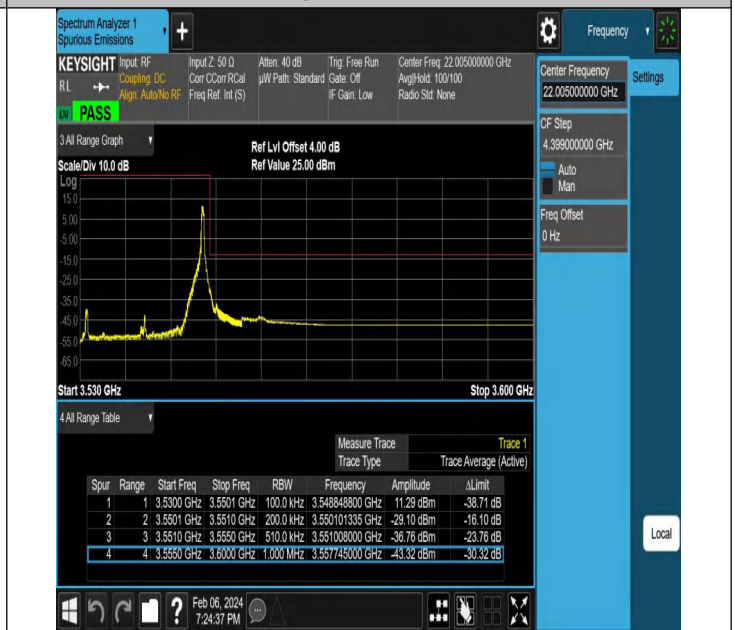 Spectrum Analyzer 1
Spurious Emissions
+
Frequency
KEYSIGHT
RL
PASS
Input: RF
Coupling: DC
Align: Auto/No RF
Input Z: 50 Ω
Corr CCorr RCal
Freq Ref: Int (S)
Atten: 40 dB
µW Path: Standard
Trig: Free Run
Gate: Off
IF Gain: Low
Center Freq: 22.005000000 GHz
Avg|Hold: 100/100
Radio Std: None
Center Frequency
22.005000000 GHz
Settings
CF Step
4.399000000 GHz
Auto
Man
Freq Offset
0 Hz
3 All Range Graph
Scale/Div 10.0 dB
Ref Lvl Offset 4.00 dB
Ref Value 25.00 dBm
Log
15.0
5.00
-5.00
-15.0
-25.0
-35.0
-45.0
-55.0
-65.0
Start 3.530 GHz
Stop 3.600 GHz
4 All Range Table
Measure Trace Trace 1
Trace Type Trace Average (Active)
Spur Range Start Freq Stop Freq RBW Frequency Amplitude ΔLimit
1 1 3.5300 GHz 3.5501 GHz 100.0 kHz 3.548848800 GHz 11.29 dBm -38.71 dB
2 2 3.5501 GHz 3.5510 GHz 200.0 kHz 3.550101335 GHz -29.10 dBm -16.10 dB
3 3 3.5510 GHz 3.5550 GHz 510.0 kHz 3.551008000 GHz -36.76 dBm -23.76 dB
4 4 3.5550 GHz 3.6000 GHz 1.000 MHz 3.557745000 GHz -43.32 dBm -30.32 dB
Local
?
Feb 06, 2024
7:24:37 PM